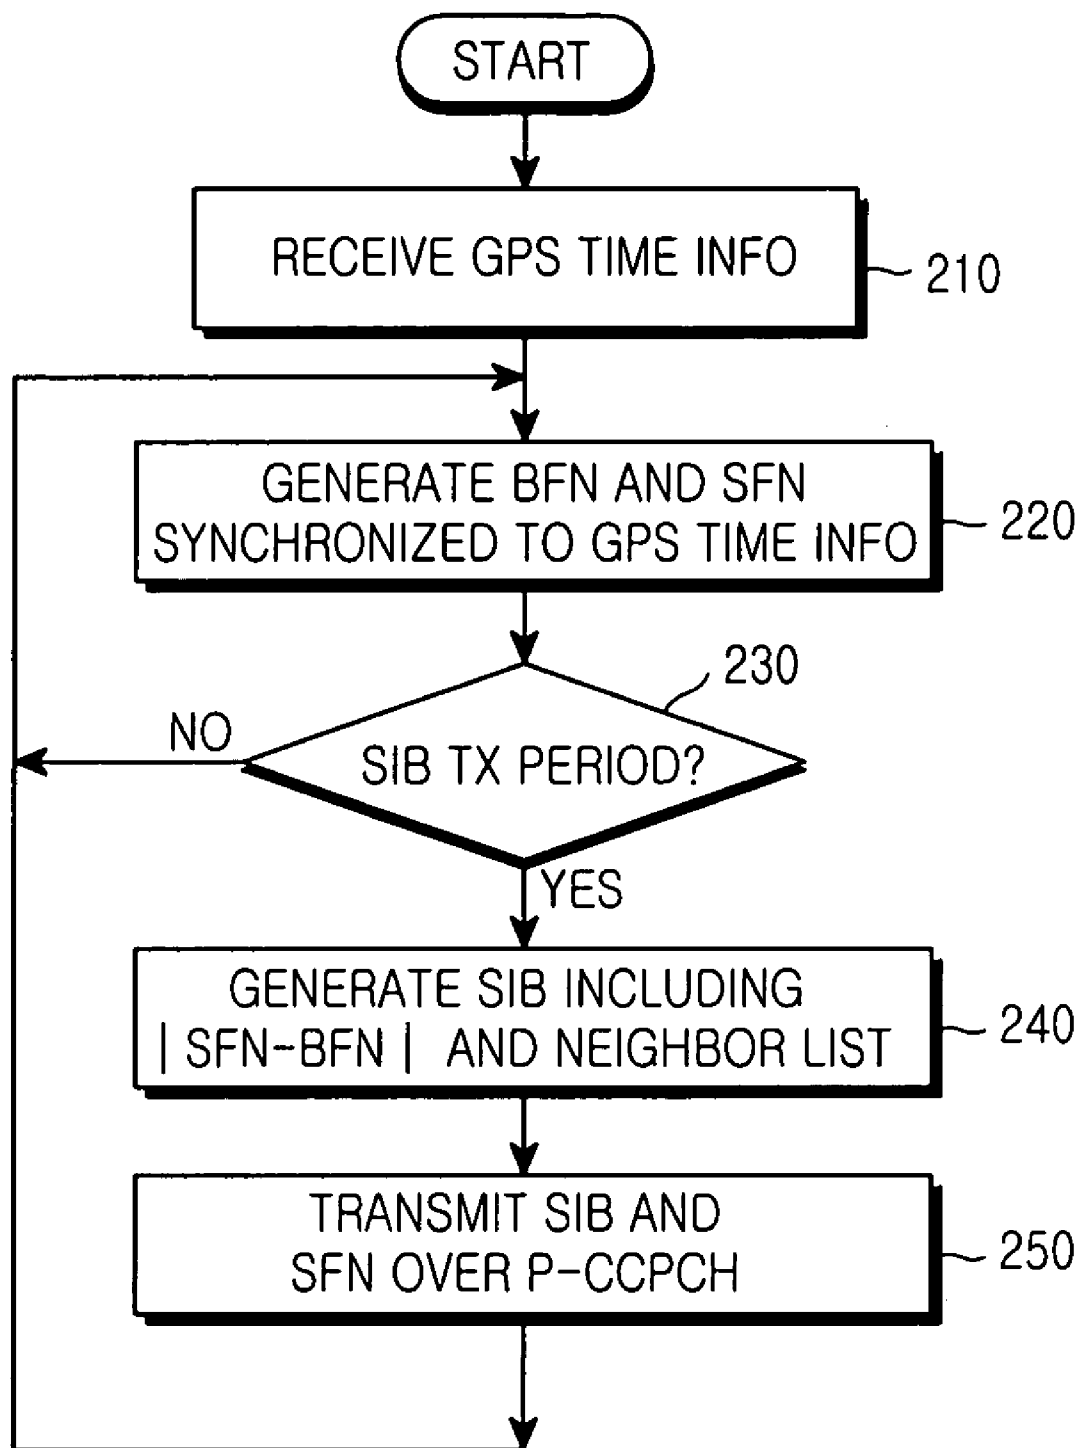 START
RECEIVE GPS TIME INFO
210
GENERATE BFN AND SFN
SYNCHRONIZED TO GPS TIME INFO
220
230
NO
SIB TX PERIOD?
YES
GENERATE SIB INCLUDING
| SFN-BFN | AND NEIGHBOR LIST
240
TRANSMIT SIB AND
SFN OVER P-CCPCH
250